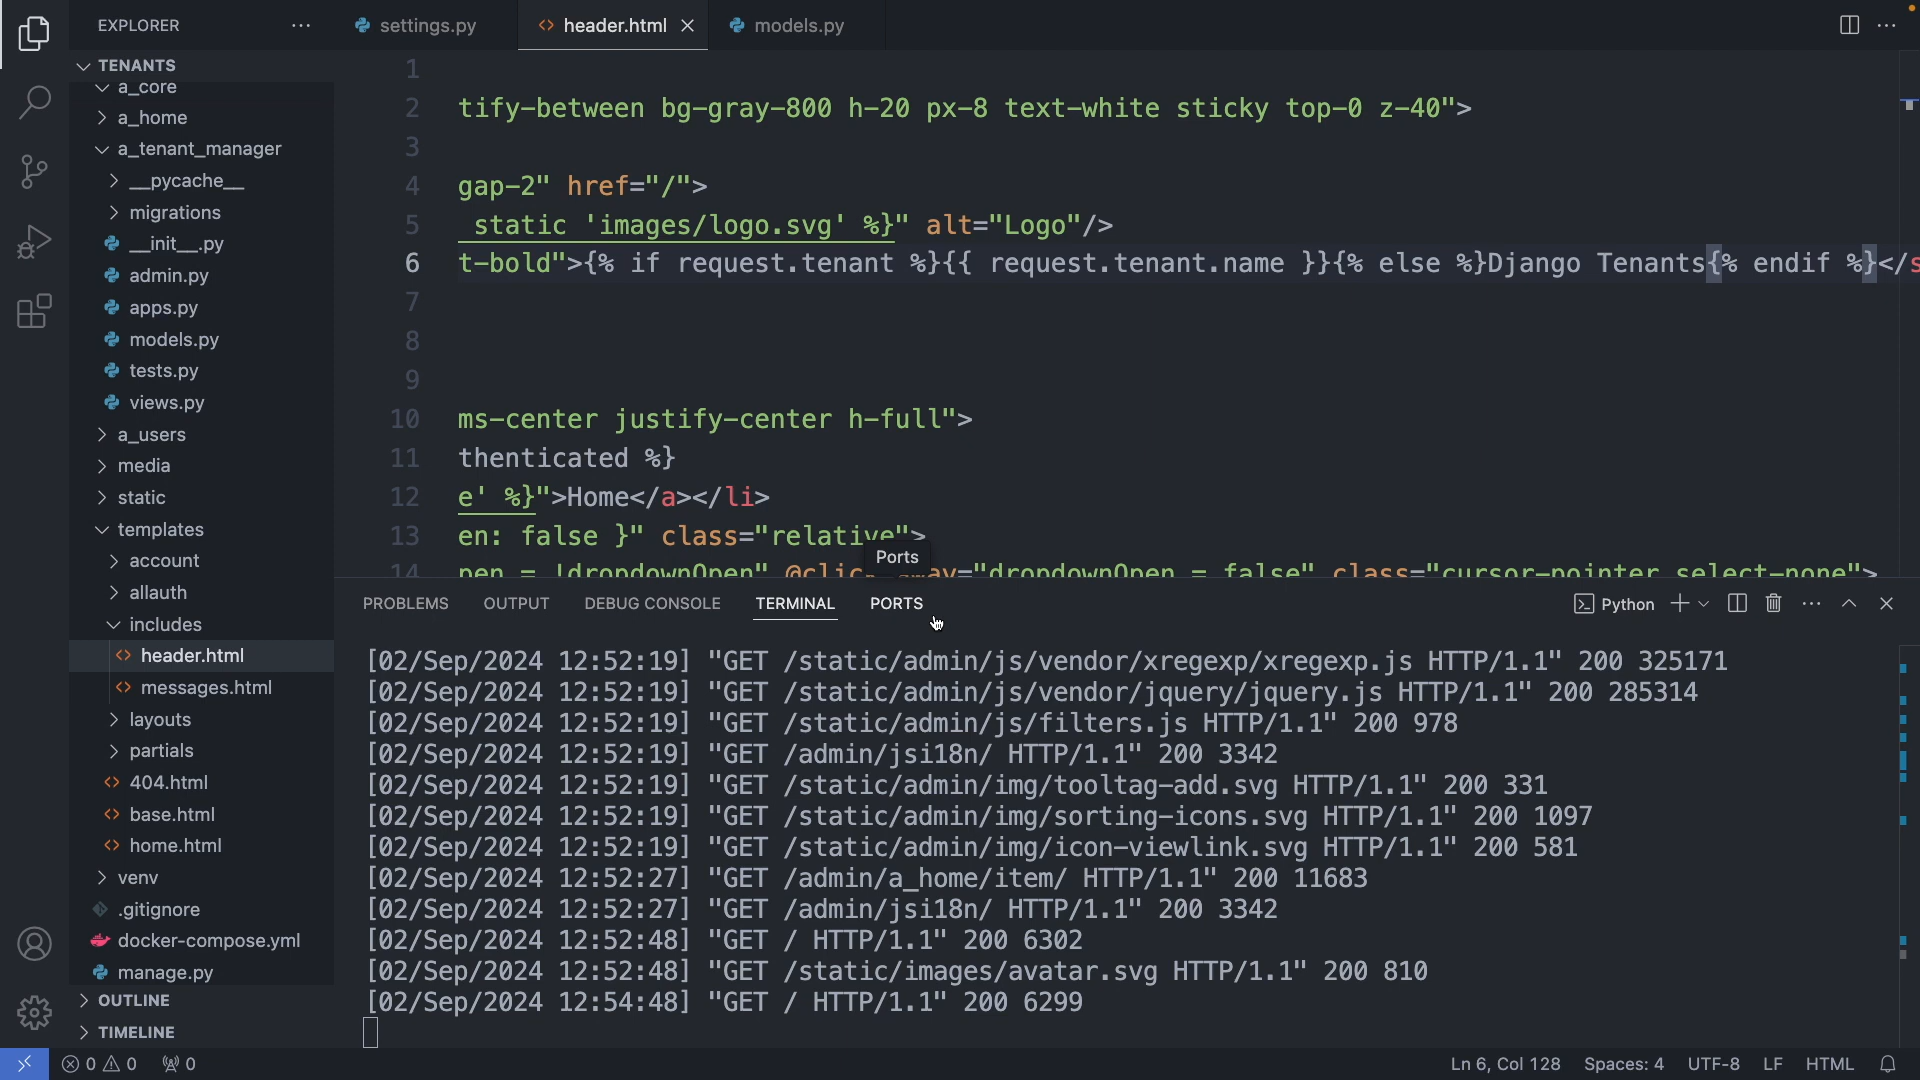 EXPLORER
settings.py
header.html
models.py
TENANTS
a_core
a_home
a_tenant_manager
__pycache__
migrations
__init__.py
admin.py
apps.py
models.py
tests.py
views.py
a_users
media
static
templates
account
allauth
includes
header.html
messages.html
layouts
partials
404.html
base.html
home.html
venv
.gitignore
docker-compose.yml
manage.py
OUTLINE
TIMELINE
1
2 tify-between bg-gray-800 h-20 px-8 text-white sticky top-0 z-40">
3
4 gap-2" href="/">
5 static 'images/logo.svg' %}" alt="Logo"/>
6 t-bold">{% if request.tenant %}{{ request.tenant.name }}{% else %}Django Tenants{% endif %}</s
7
8
9
10 ms-center justify-center h-full">
11 thenticated %}
12 e' %}">Home</a></li>
13 en: false }" class="relative">
14 pen = !dropdownOpen" @click away="dropdownOpen = false" class="cursor-pointer select-none">
Ports
PROBLEMS OUTPUT DEBUG CONSOLE TERMINAL PORTS
Python
[02/Sep/2024 12:52:19] "GET /static/admin/js/vendor/xregexp/xregexp.js HTTP/1.1" 200 325171
[02/Sep/2024 12:52:19] "GET /static/admin/js/vendor/jquery/jquery.js HTTP/1.1" 200 285314
[02/Sep/2024 12:52:19] "GET /static/admin/js/filters.js HTTP/1.1" 200 978
[02/Sep/2024 12:52:19] "GET /admin/jsi18n/ HTTP/1.1" 200 3342
[02/Sep/2024 12:52:19] "GET /static/admin/img/tooltag-add.svg HTTP/1.1" 200 331
[02/Sep/2024 12:52:19] "GET /static/admin/img/sorting-icons.svg HTTP/1.1" 200 1097
[02/Sep/2024 12:52:19] "GET /static/admin/img/icon-viewlink.svg HTTP/1.1" 200 581
[02/Sep/2024 12:52:27] "GET /admin/a_home/item/ HTTP/1.1" 200 11683
[02/Sep/2024 12:52:27] "GET /admin/jsi18n/ HTTP/1.1" 200 3342
[02/Sep/2024 12:52:48] "GET / HTTP/1.1" 200 6302
[02/Sep/2024 12:52:48] "GET /static/images/avatar.svg HTTP/1.1" 200 810
[02/Sep/2024 12:54:48] "GET / HTTP/1.1" 200 6299
0 0 0
Ln 6, Col 128 Spaces: 4 UTF-8 LF HTML